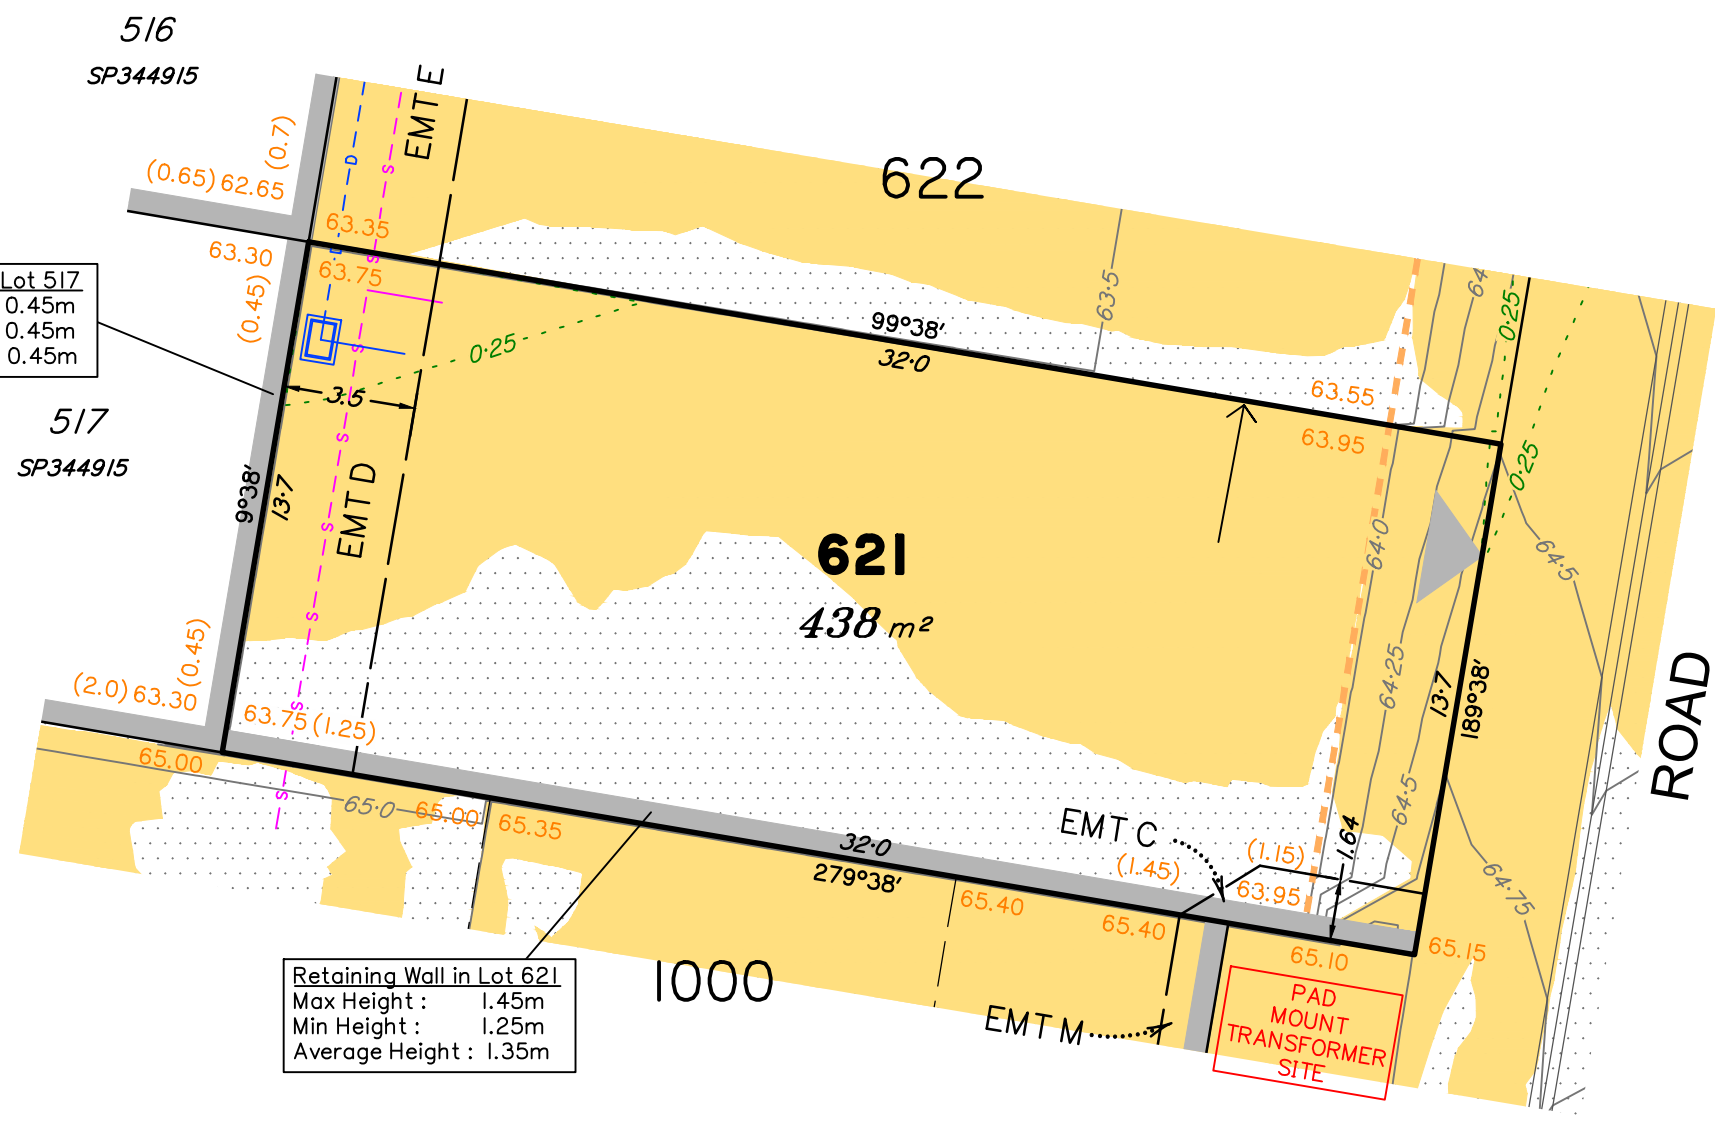 516
SP344915
EMT E
(0.7)
(0.65) 62.65
D
S
622
63.35
63.30
63.75
D
S
(0.45)
Lot 517
0.45m
0.45m
0.45m
63·5
64
0·25
99°38'
32·0
0·25
S
3.5
63.55
63.95
517
SP344915
S
9°38'
13·7
EMT D
S
0·25
64·0
64·5
621
438 m²
S
(0.45)
64·25
13·7
189°38'
ROAD
(2.0) 63.30
63.75 (1.25)
S
65.00
S
65·0
65.00
65.35
64·5
EMT C
1.64
32·0
279°38'
(1.45)
(1.15)
63.95
64·75
65.40
65.40
65.10
65.15
Retaining Wall in Lot 621
Max Height : 1.45m
Min Height : 1.25m
Average Height : 1.35m
1000
EMT M
PAD
MOUNT
TRANSFORMER
SITE